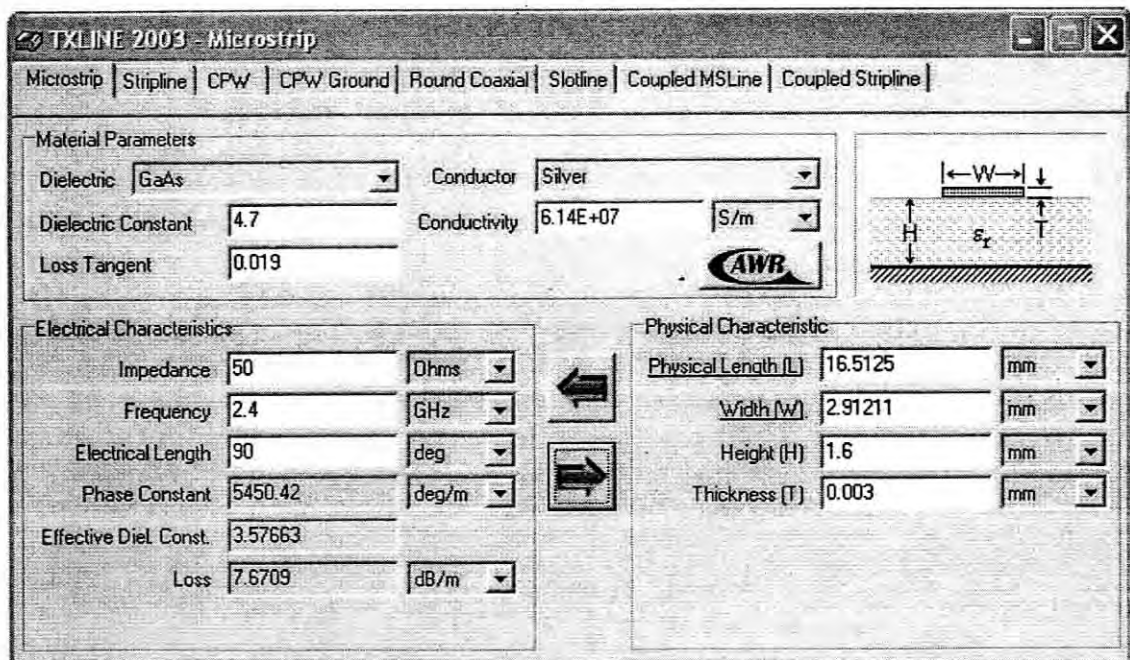 TXLINE 2003 - Microstrip
Microstrip Stripline CPW CPW Ground Round Coaxial Slotline Coupled MSLine Coupled Stripline
Material Parameters
Dielectric GaAs Conductor Silver
Dielectric Constant 4.7 Conductivity 6.14E+07 S/m
Loss Tangent 0.019 AWR
W
H εr T
Electrical Characteristics
Impedance 50 Ohms
Frequency 2.4 GHz
Electrical Length 90 deg
Phase Constant 5450.42 deg/m
Effective Diel. Const. 3.57663
Loss 7.6709 dB/m
Physical Characteristic
Physical Length (L) 16.5125 mm
Width (W) 2.91211 mm
Height (H) 1.6 mm
Thickness (T) 0.003 mm